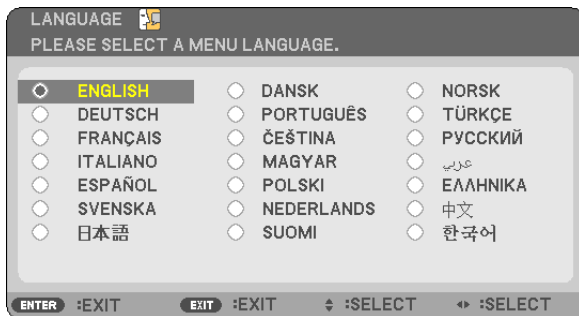 LANGUAGE
PLEASE SELECT A MENU LANGUAGE.
ENGLISH DANSK NORSK
DEUTSCH PORTUGUÊS TÜRKÇE
FRANÇAIS ČEŠTINA РУССКИЙ
ITALIANO MAGYAR عربي
ESPAÑOL POLSKI ΕΛΛΗΝΙΚΑ
SVENSKA NEDERLANDS 中文
日本語 SUOMI 한국어
ENTER :EXIT EXIT :EXIT :SELECT :SELECT